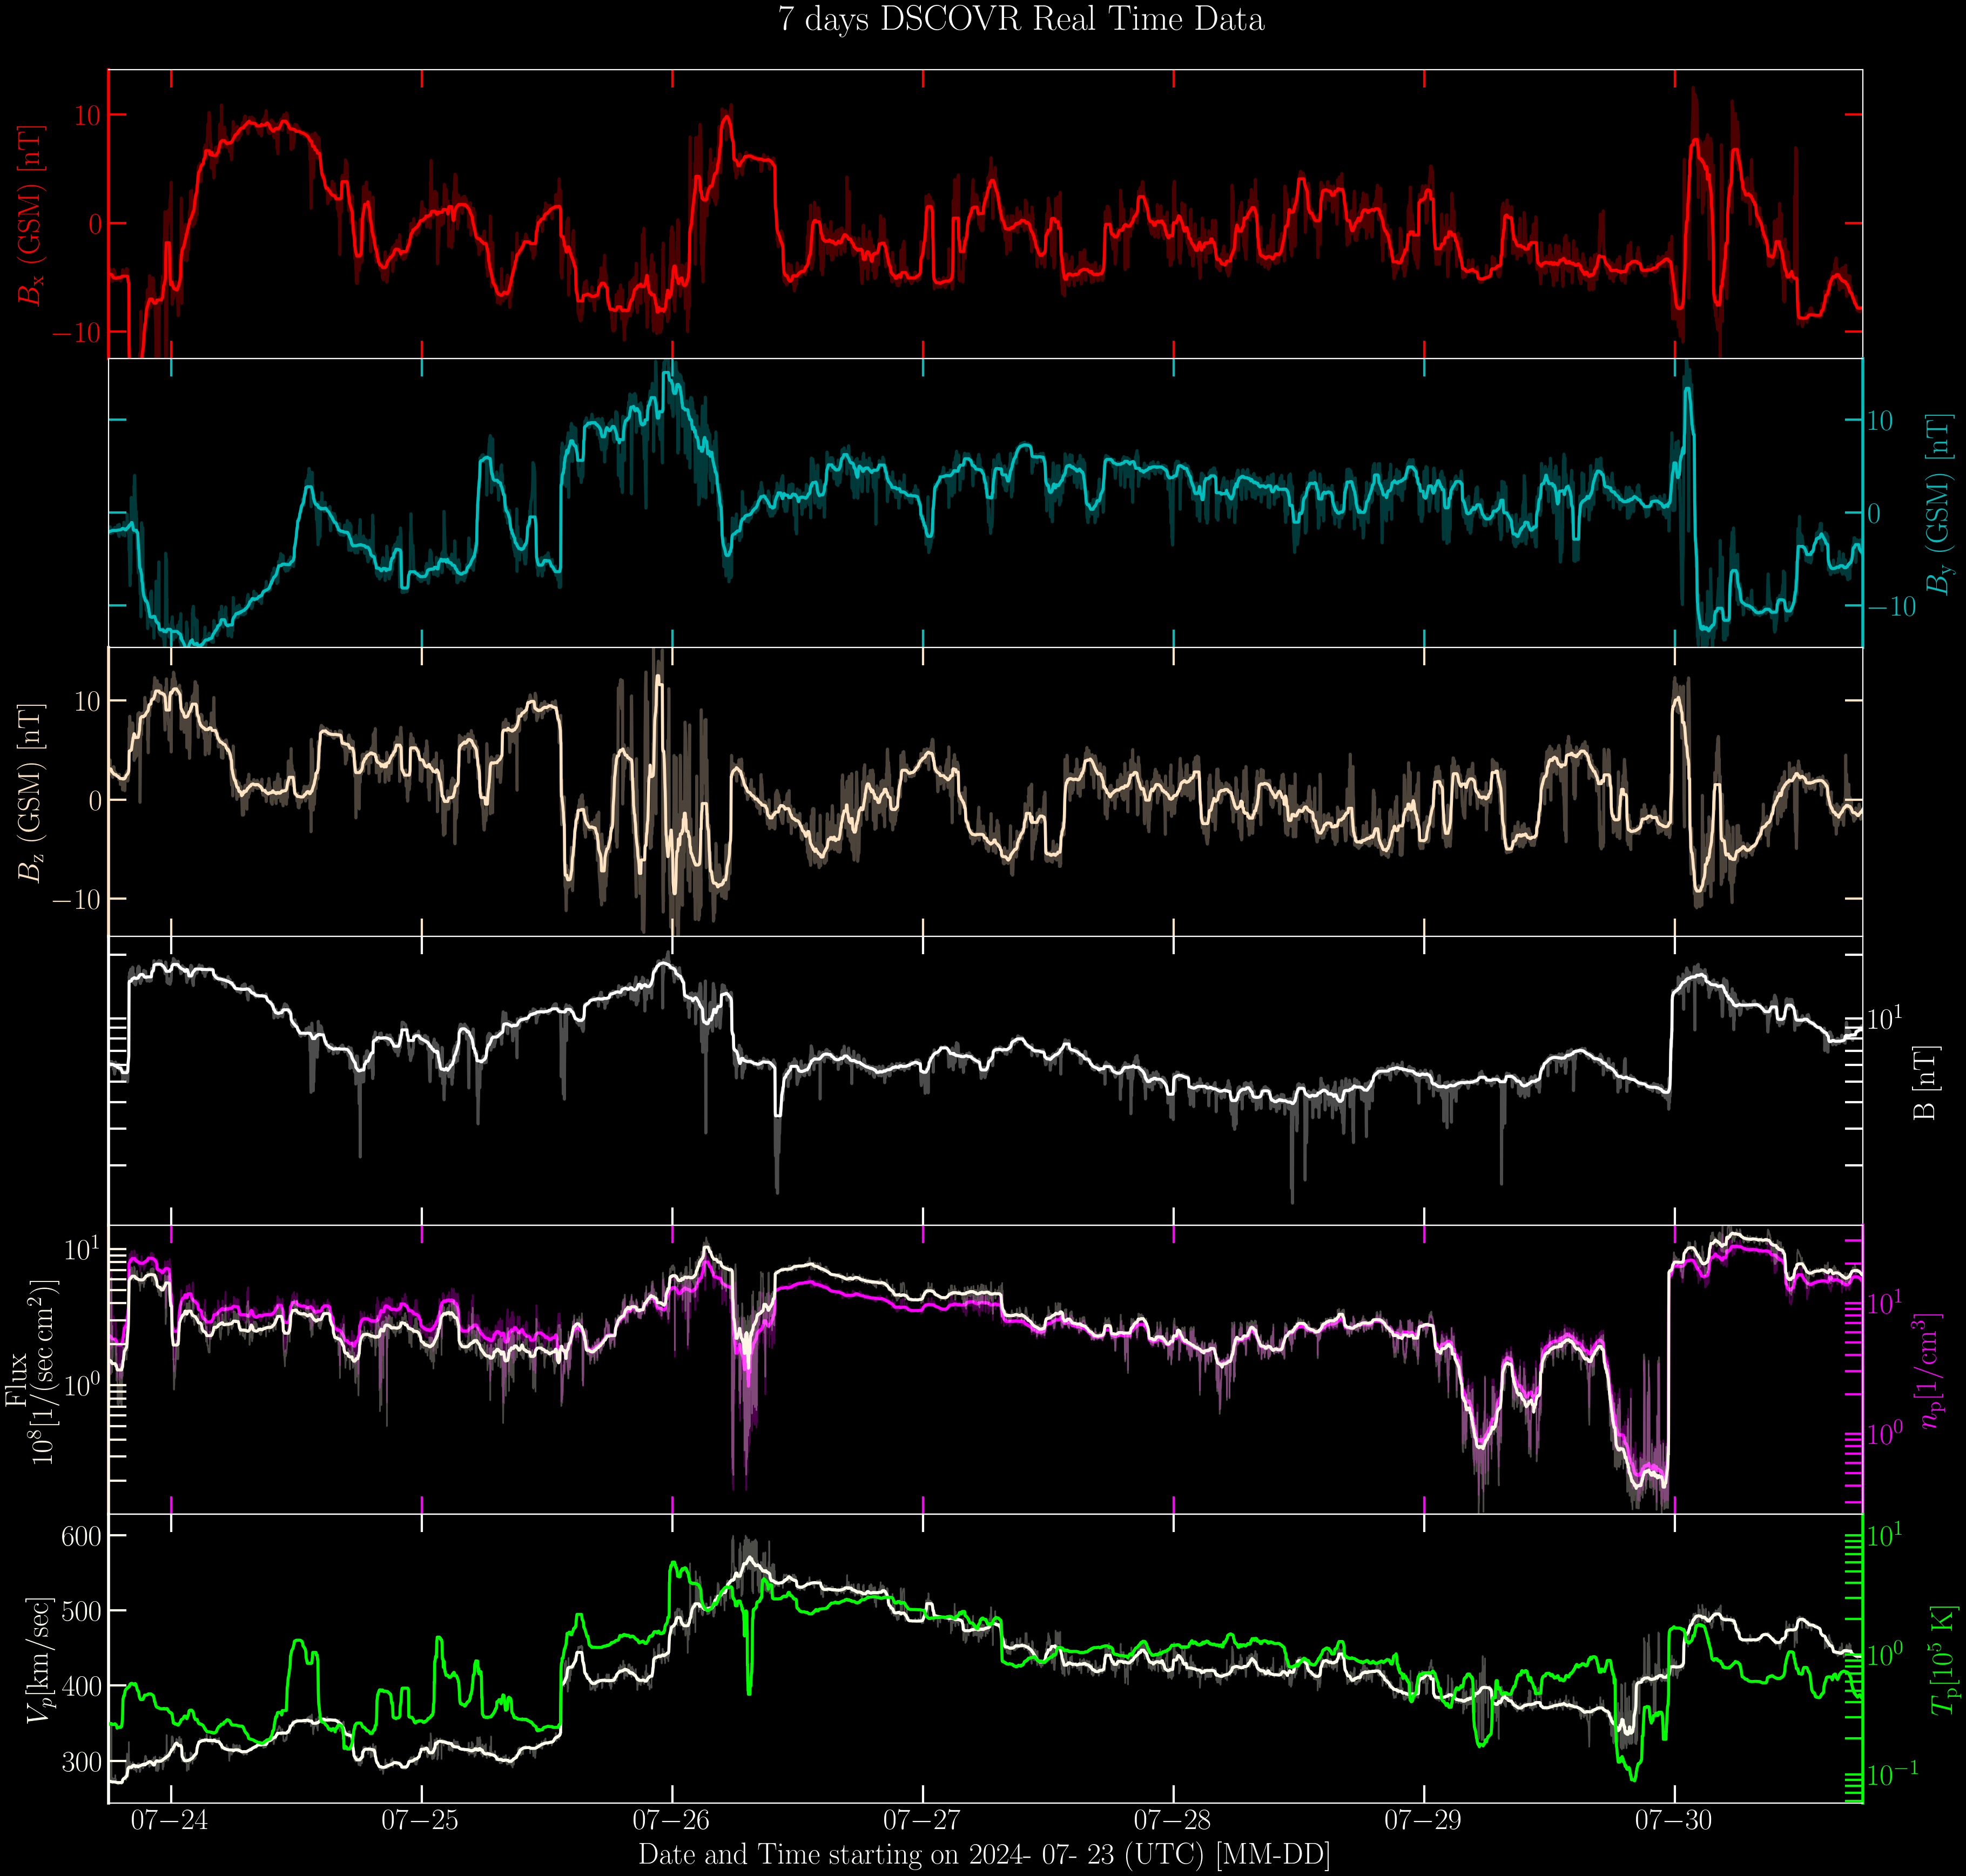 7 days DSCOVR Real Time Data
10
0
−10
Bx (GSM) [nT]
10
0
−10
By (GSM) [nT]
10
0
−10
Bz (GSM) [nT]
10^1
B [nT]
10^1
10^0
Flux
10^8[1/(sec cm^2)]
10^1
10^0
np[1/cm^3]
600
500
400
300
Vp[km/sec]
10^1
10^0
10^−1
Tp[10^5 K]
07−24 07−25 07−26 07−27 07−28 07−29 07−30
Date and Time starting on 2024- 07- 23 (UTC) [MM-DD]